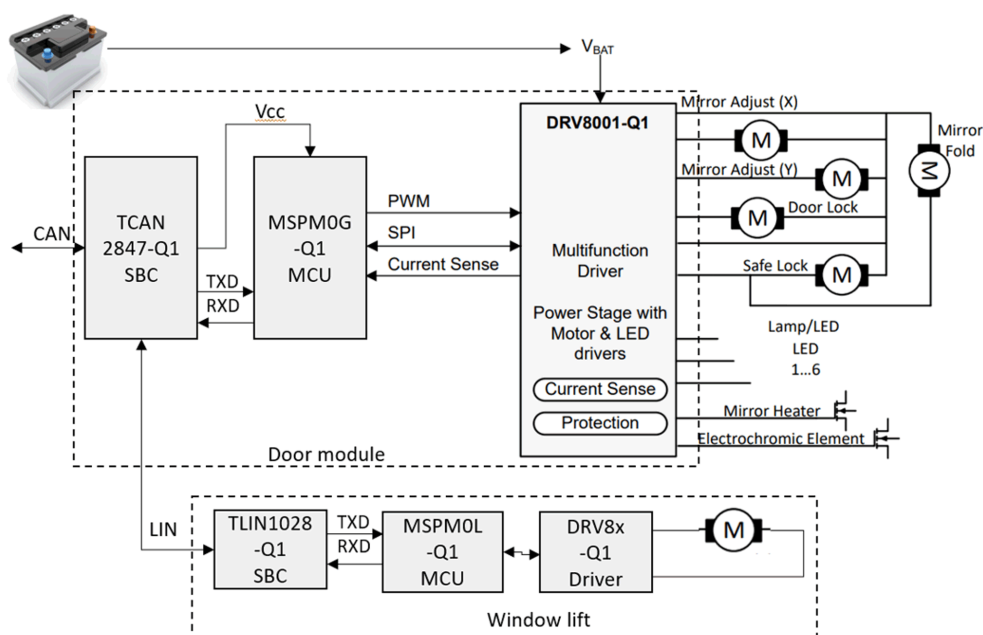 V_BAT
Vcc
DRV8001-Q1
Mirror Adjust (X)
Mirror
Fold
M
M
Mirror Adjust (Y)
M
TCAN
2847-Q1
SBC
MSPM0G
-Q1
MCU
PWM
CAN
SPI
Current Sense
TXD
RXD
M
Door Lock
Multifunction
Driver
Safe Lock
M
Power Stage with
Motor & LED
drivers
Lamp/LED
LED
1...6
Current Sense
Protection
Mirror Heater
Electrochromic Element
Door module
LIN
TLIN1028
-Q1
SBC
TXD
RXD
MSPM0L
-Q1
MCU
DRV8x
-Q1
Driver
M
Window lift